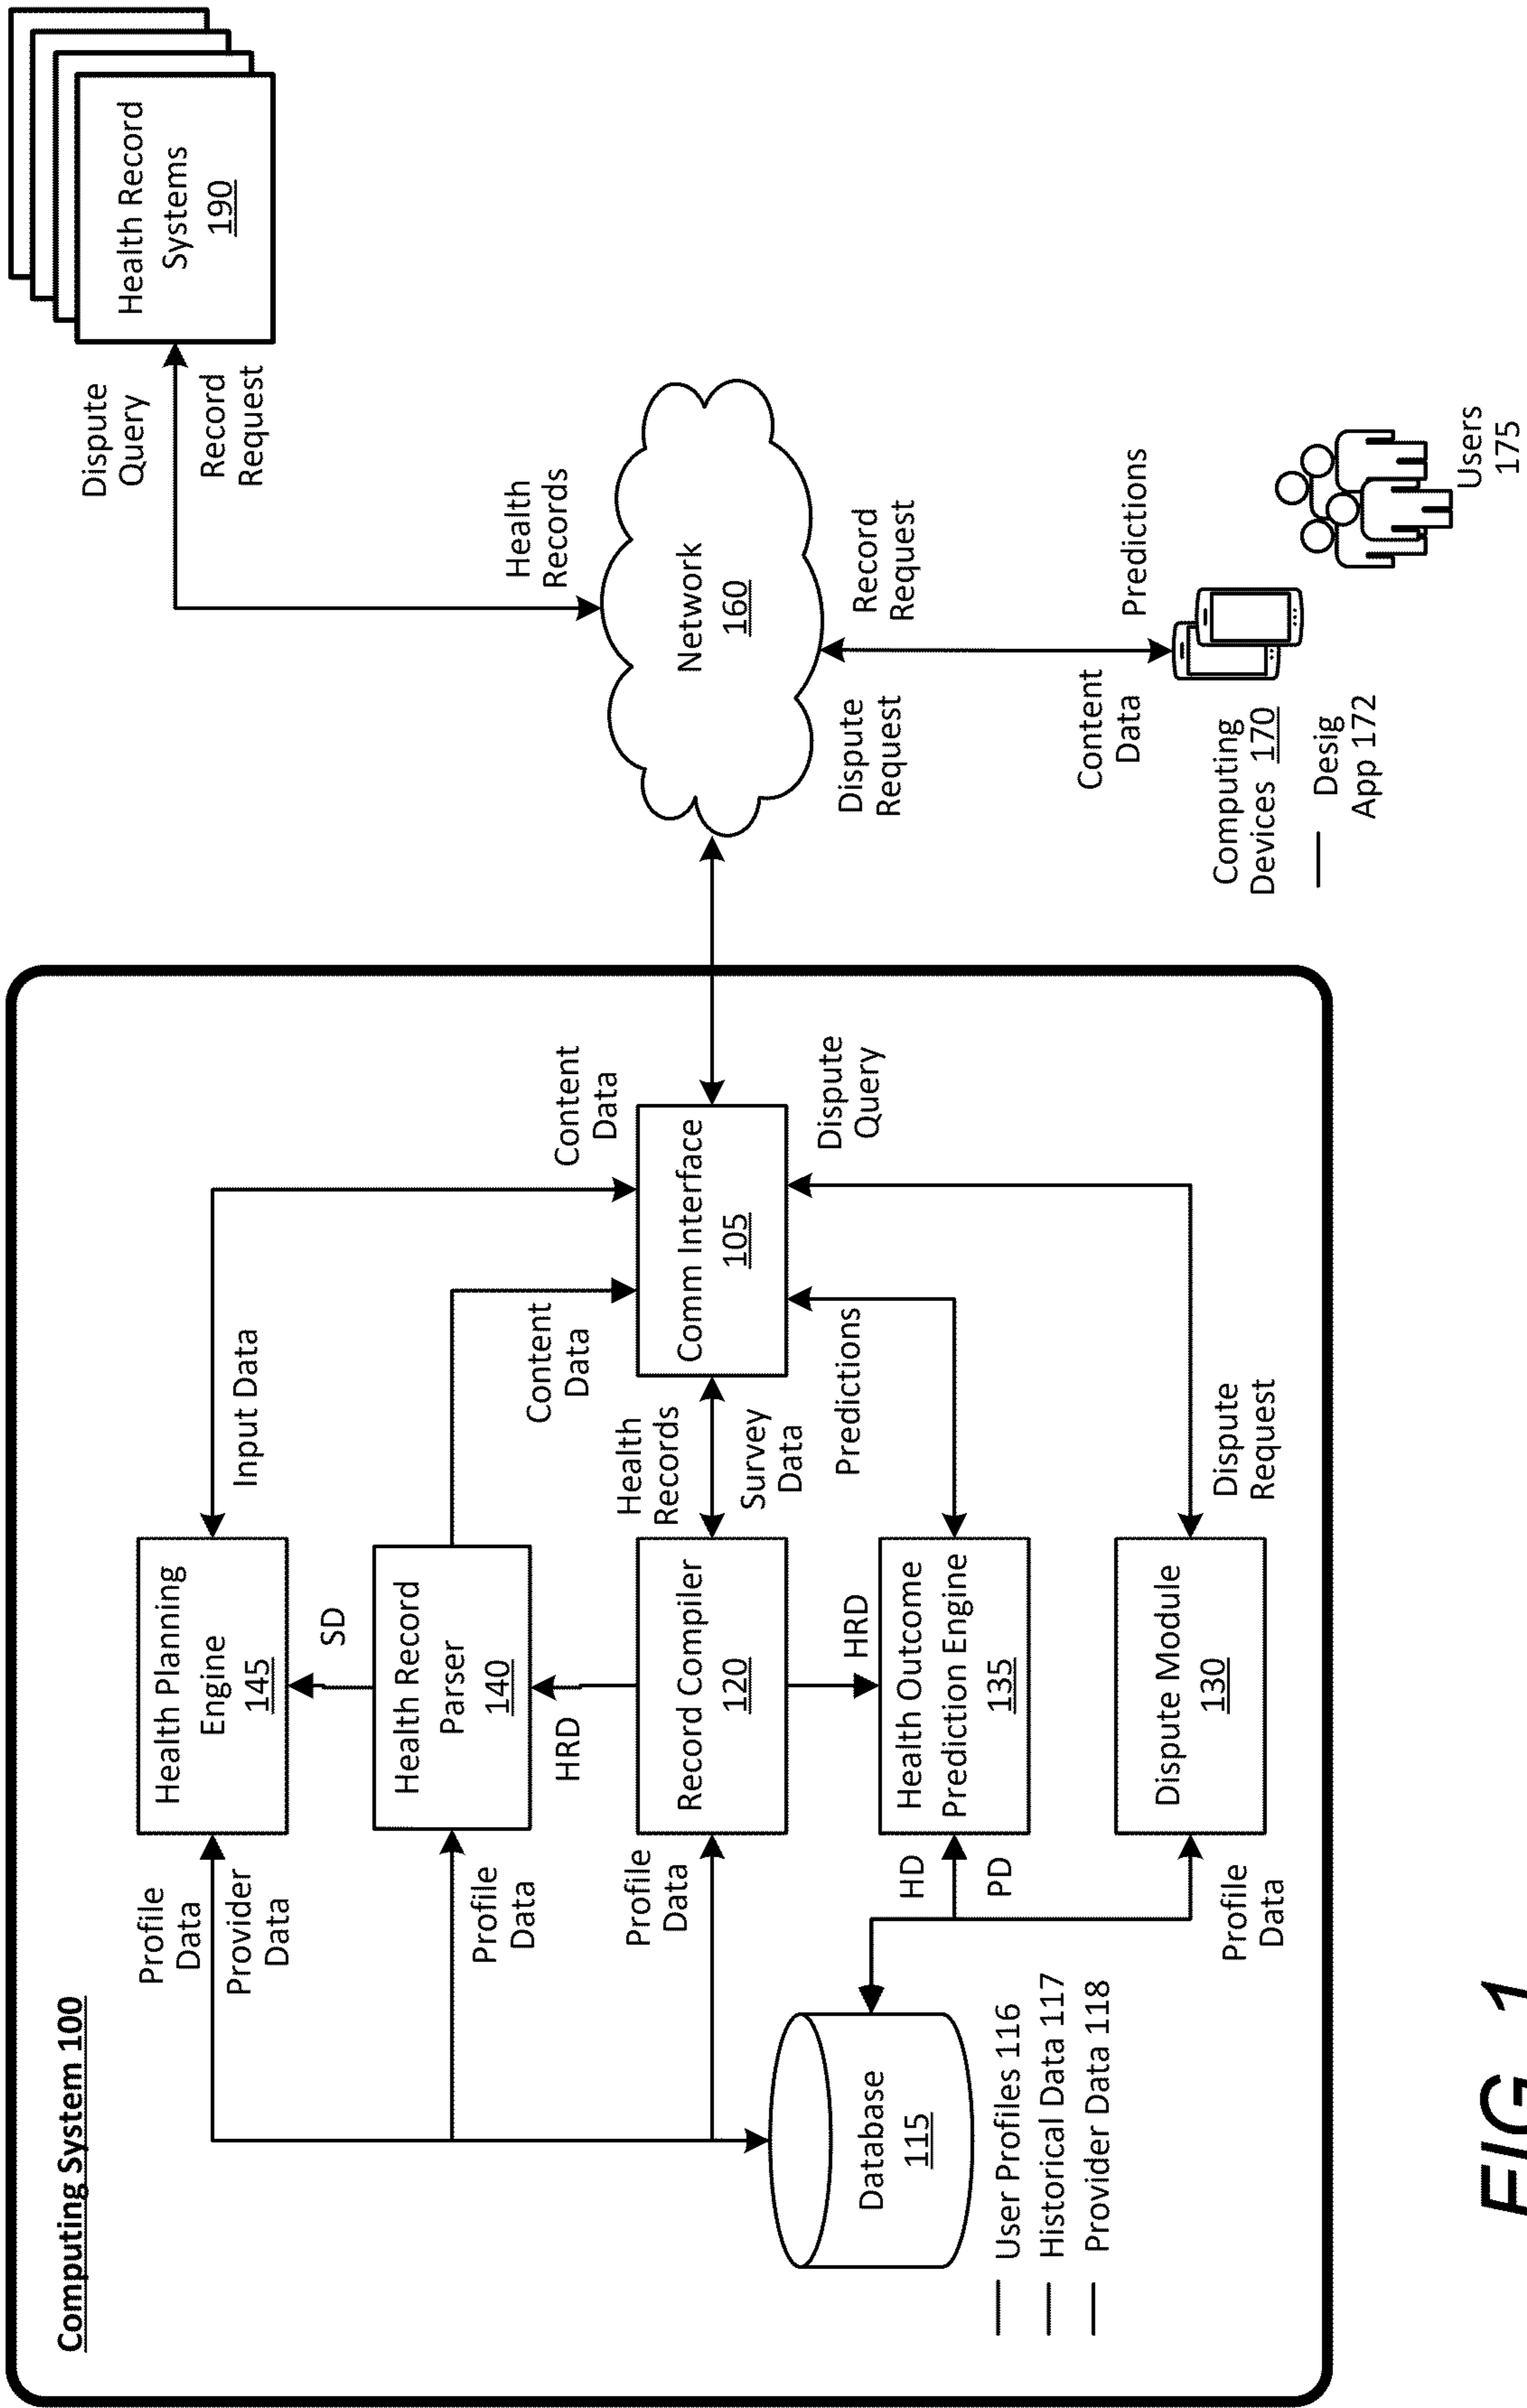 Computing System 100
Profile
Data
Provider
Data
Health Planning
Engine
145
Input Data
Content
Data
SD
Profile
Data
Health Record
Parser
140
Content
Data
HRD
Profile
Data
Record Compiler
120
Health
Records
Survey
Data
Comm Interface
105
HRD
Database
115
User Profiles 116
Historical Data 117
Provider Data 118
HD
PD
Health Outcome
Prediction Engine
135
Predictions
Dispute
Query
Profile
Data
Dispute Module
130
Dispute
Request
Dispute
Query
Record
Request
Health Record
Systems
190
Health
Records
Network
160
Dispute
Request
Record
Request
Content
Data
Predictions
Computing
Devices 170
Desig
App 172
Users
175
FIG. 1